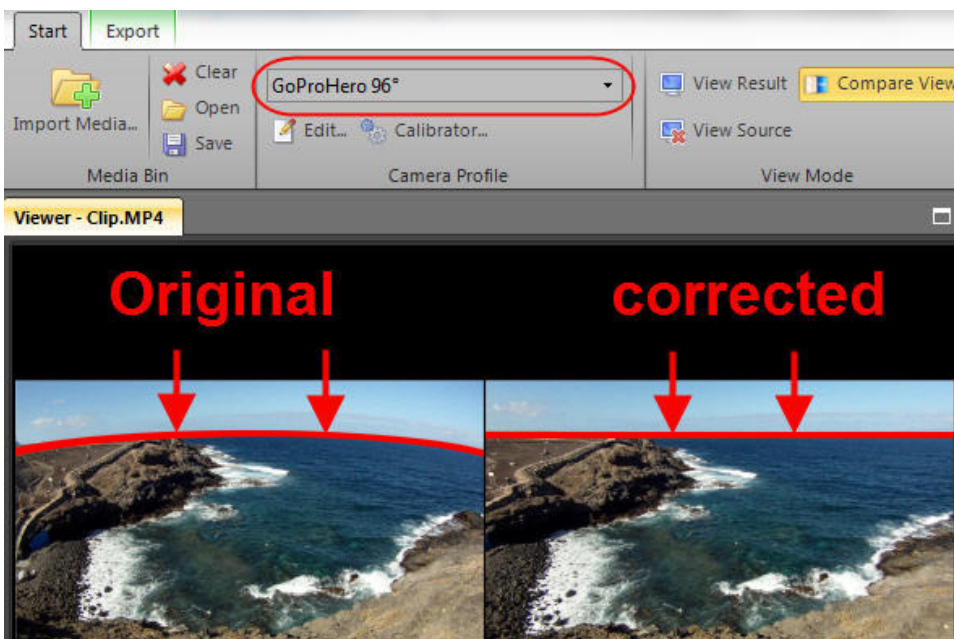 Start Export
Import Media...
Clear
Open
Save
Media Bin
GoProHero 96°
Edit... Calibrator...
Camera Profile
View Result Compare View
View Source
View Mode
Viewer - Clip.MP4
Original corrected